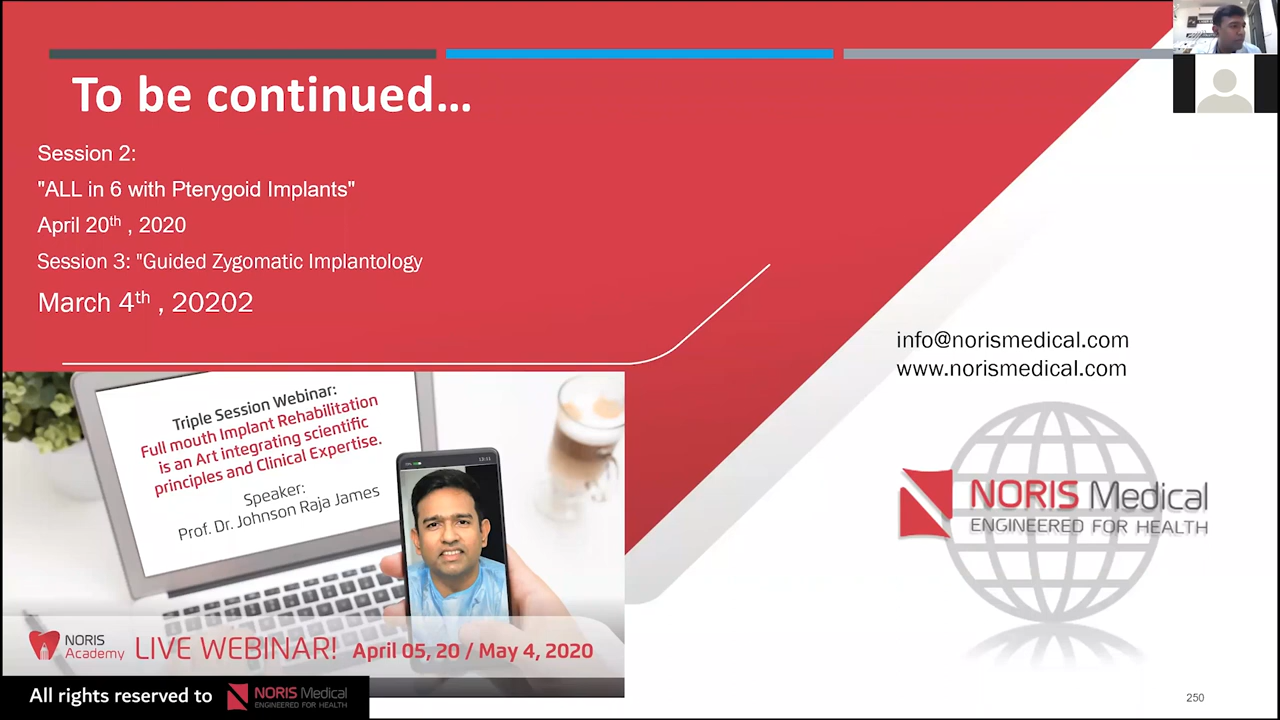 To be continued...
Session 2:
"ALL in 6 with Pterygoid Implants"
April 20th , 2020
Session 3: "Guided Zygomatic Implantology
March 4th , 20202
info@norismedical.com
www.norismedical.com
Triple Session Webinar:
Full mouth Implant Rehabilitation
is an Art integrating scientific
principles and Clinical Expertise.
Speaker:
Prof. Dr. Johnson Raja James
NORIS Medical
ENGINEERED FOR HEALTH
NORIS
Academy
LIVE WEBINAR! April 05, 20 / May 4, 2020
All rights reserved to
NORIS Medical
ENGINEERED FOR HEALTH
250